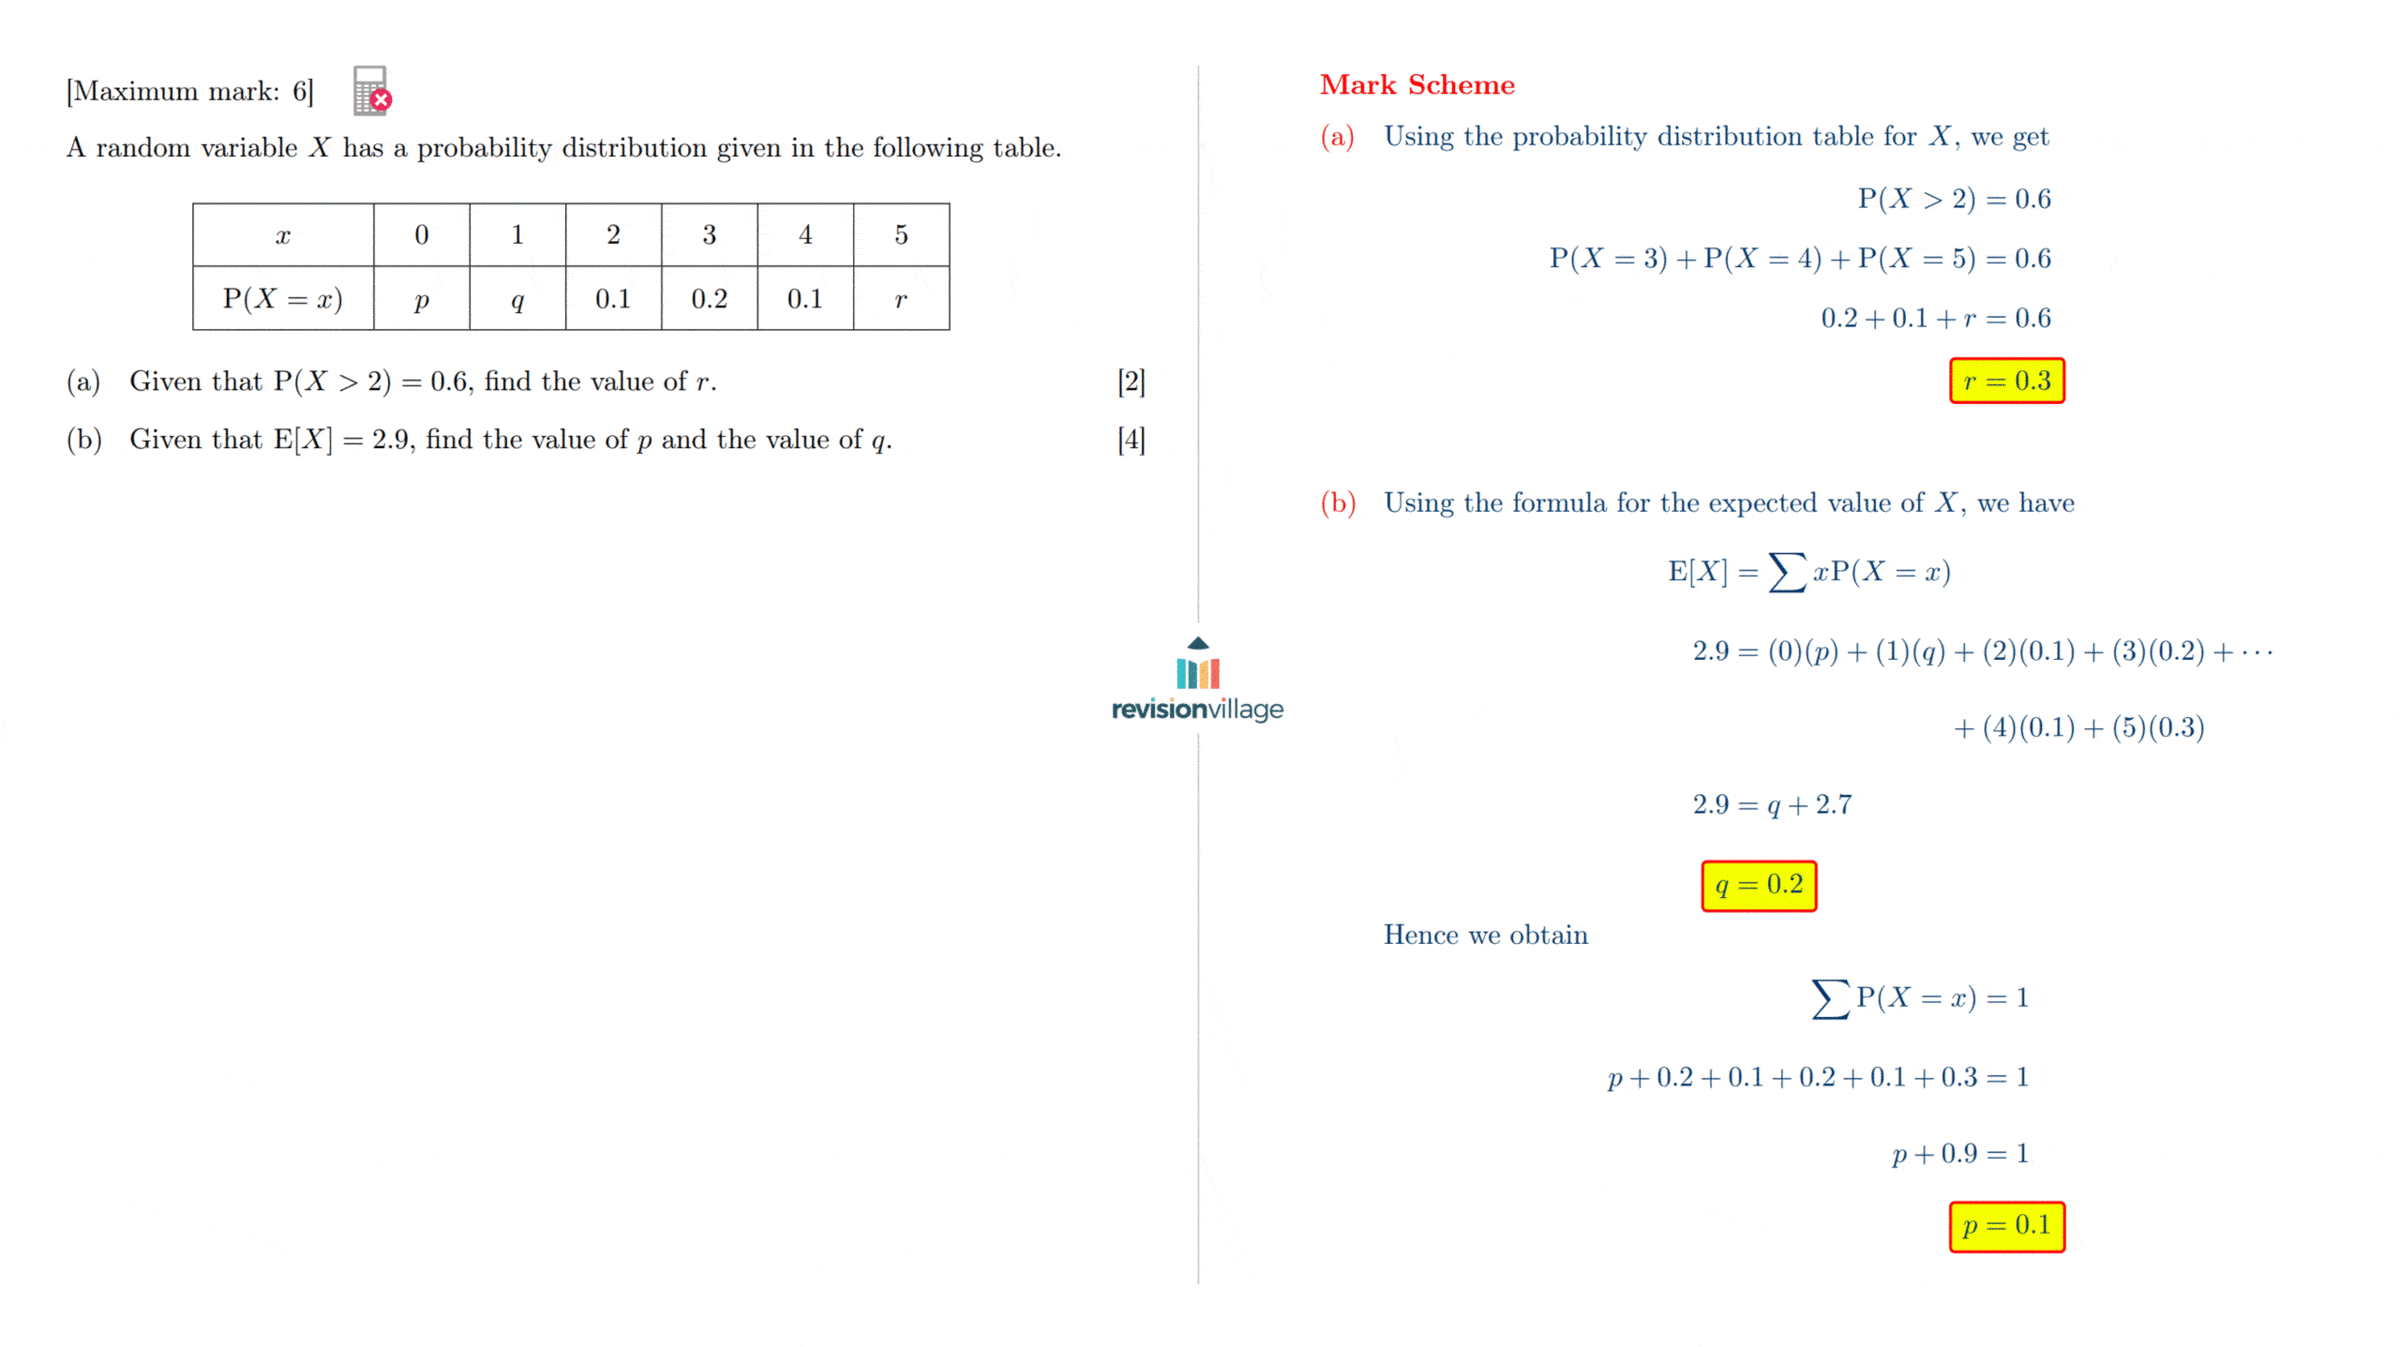 [Maximum mark: 6]
A random variable X has a probability distribution given in the following table.
x 0 1 2 3 4 5
P(X = x) p q 0.1 0.2 0.1 r
(a) Given that P(X > 2) = 0.6, find the value of r. [2]
(b) Given that E[X] = 2.9, find the value of p and the value of q. [4]
revisionvillage
Mark Scheme
(a) Using the probability distribution table for X, we get
P(X > 2) = 0.6
P(X = 3) + P(X = 4) + P(X = 5) = 0.6
0.2 + 0.1 + r = 0.6
r = 0.3
(b) Using the formula for the expected value of X, we have
E[X] = ∑ xP(X = x)
2.9 = (0)(p) + (1)(q) + (2)(0.1) + (3)(0.2) + ···
+ (4)(0.1) + (5)(0.3)
2.9 = q + 2.7
q = 0.2
Hence we obtain
∑ P(X = x) = 1
p + 0.2 + 0.1 + 0.2 + 0.1 + 0.3 = 1
p + 0.9 = 1
p = 0.1